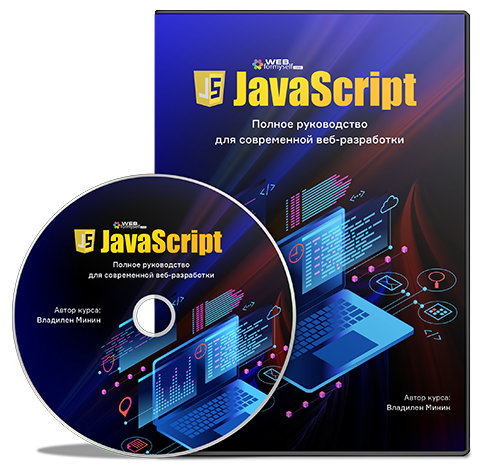 WEB
formyself.com
JS JavaScript
Полное руководство
для современной веб-разработки
Автор курса:
Владилен Минин
WEB
formyself.com
JS JavaScript
Полное руководство
для современной веб-разработки
Автор курса:
Владилен Минин